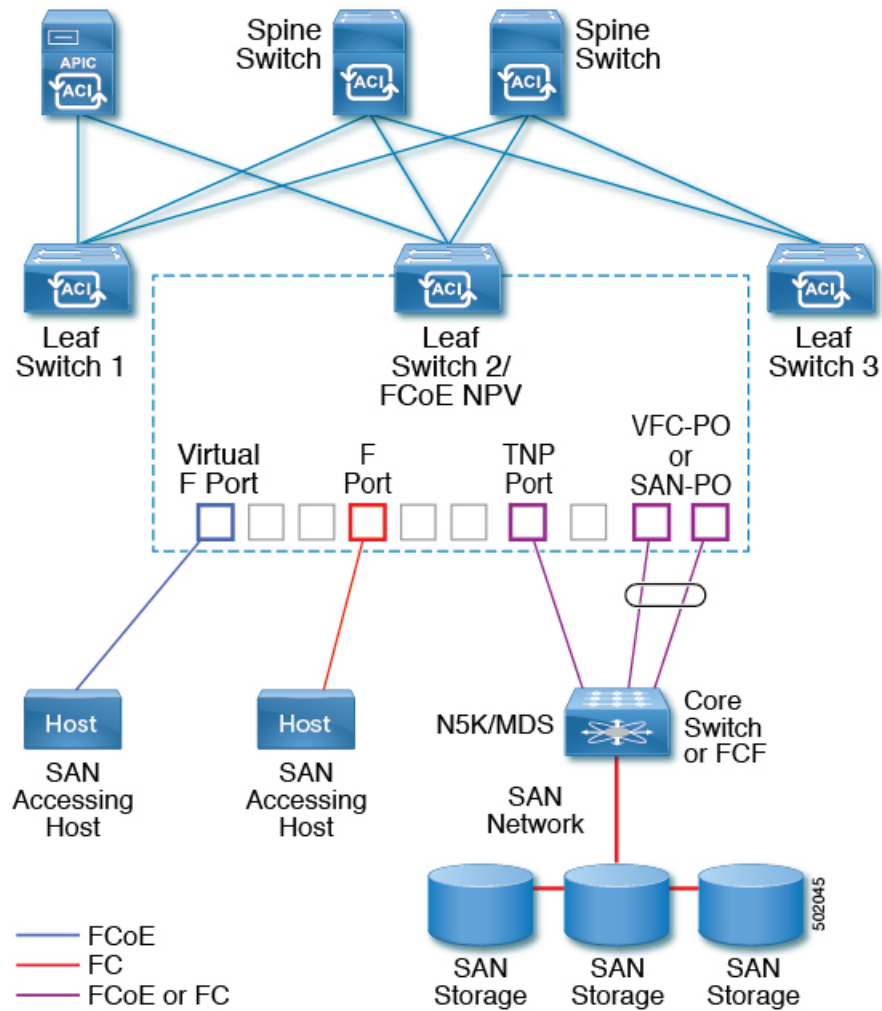 APIC
ACI
Spine
Switch
ACI
Spine
Switch
ACI
ACI
Leaf
Switch 1
ACI
Leaf
Switch 2/
FCoE NPV
ACI
Leaf
Switch 3
Virtual
F Port
F
Port
TNP
Port
VFC-PO
or
SAN-PO
Host
SAN
Accessing
Host
Host
SAN
Accessing
Host
N5K/MDS
Core
Switch
or FCF
SAN
Network
SAN
Storage
SAN
Storage
SAN
Storage
502045
FCoE
FC
FCoE or FC